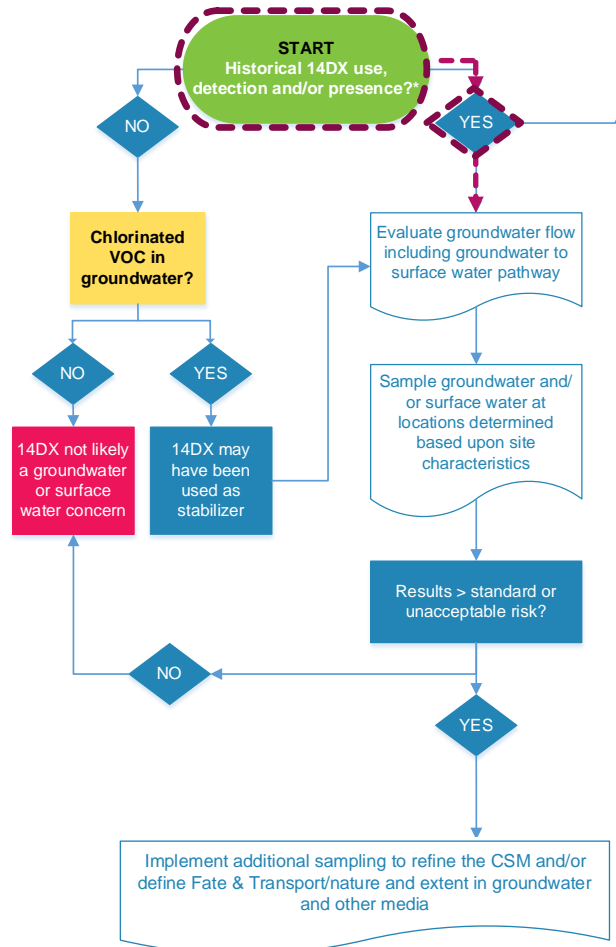 START
Historical 14DX use,
detection and/or presence?*
NO
YES
Chlorinated
VOC in
groundwater?
Evaluate groundwater flow
including groundwater to
surface water pathway
NO
YES
Sample groundwater and/
or surface water at
locations determined
based upon site
characteristics
14DX not likely
a groundwater
or surface
water concern
14DX may
have been
used as
stabilizer
Results > standard or
unacceptable risk?
NO
YES
Implement additional sampling to refine the CSM and/or
define Fate & Transport/nature and extent in groundwater
and other media